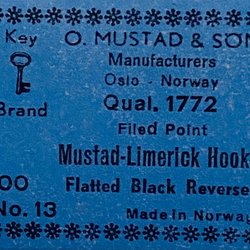 Key O. MUSTAD & SON
Manufacturers
Oslo - Norway
Brand Qual. 1772
Filed Point
Mustad-Limerick Hook
00 Flatted Black Reverse
No. 13 Made in Norway